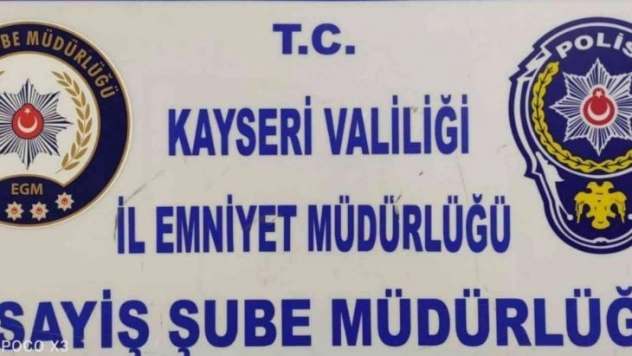 T.C.
KAYSERİ VALİLİĞİ
İL EMNİYET MÜDÜRLÜĞÜ
SAYİŞ ŞUBE MÜDÜRLÜĞ
ŞUBE MÜDÜRLÜĞÜ
EGM
POLİS
POCO X3